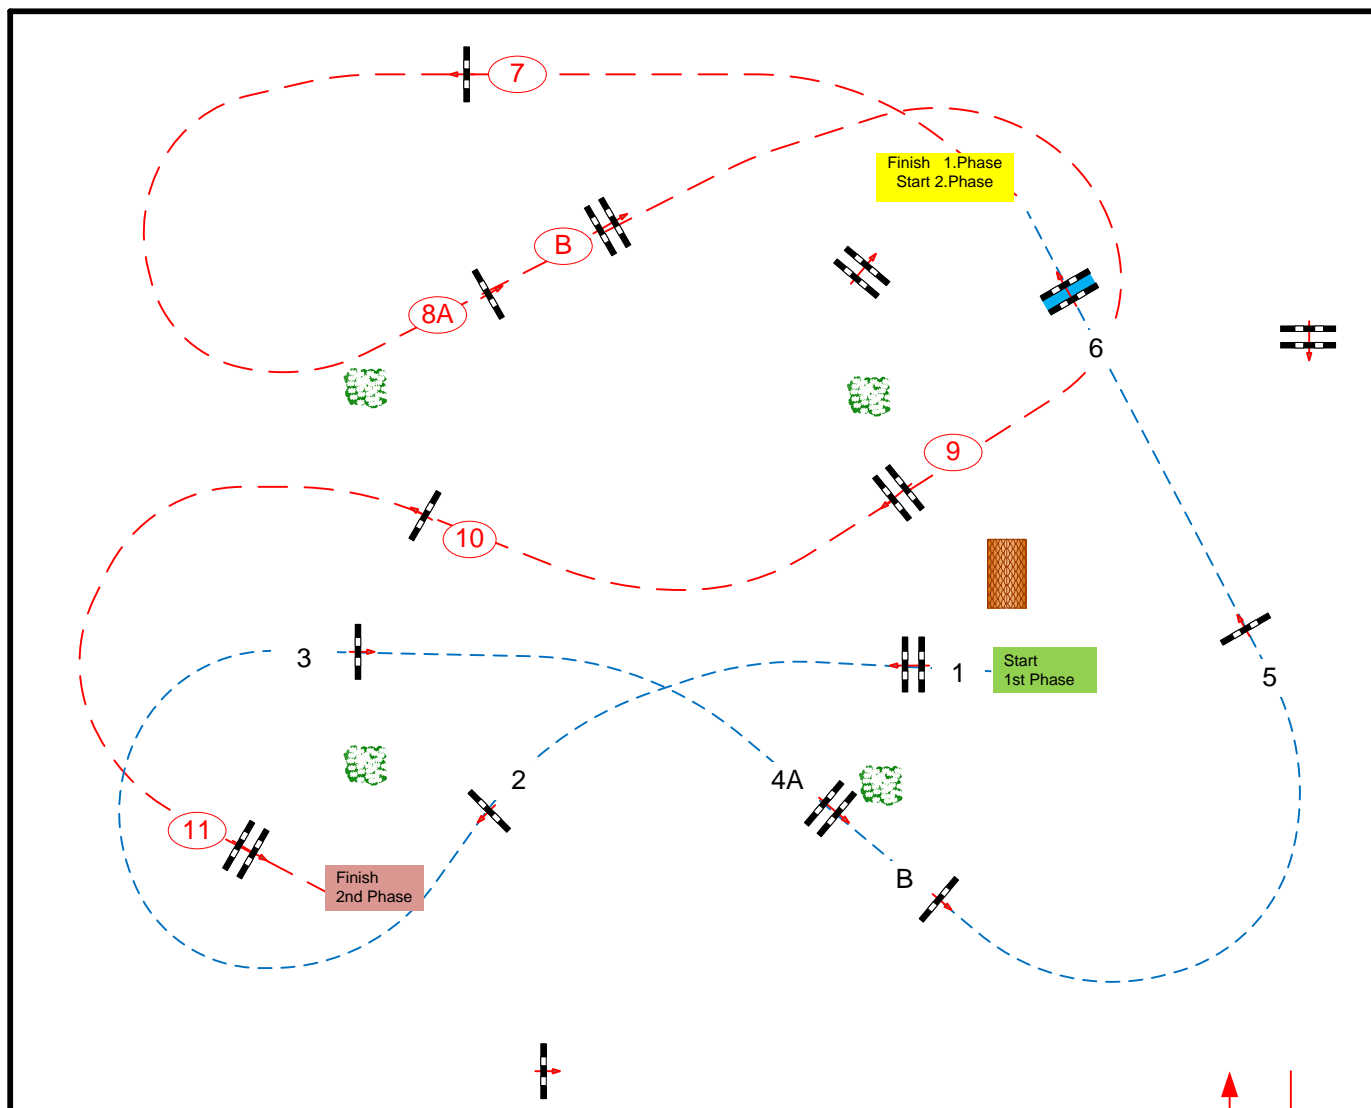 7
Finish 1.Phase
Start 2.Phase
B
8A
6
9
10
3
1
Start
1st Phase
5
2
4A
11
Finish
2nd Phase
B